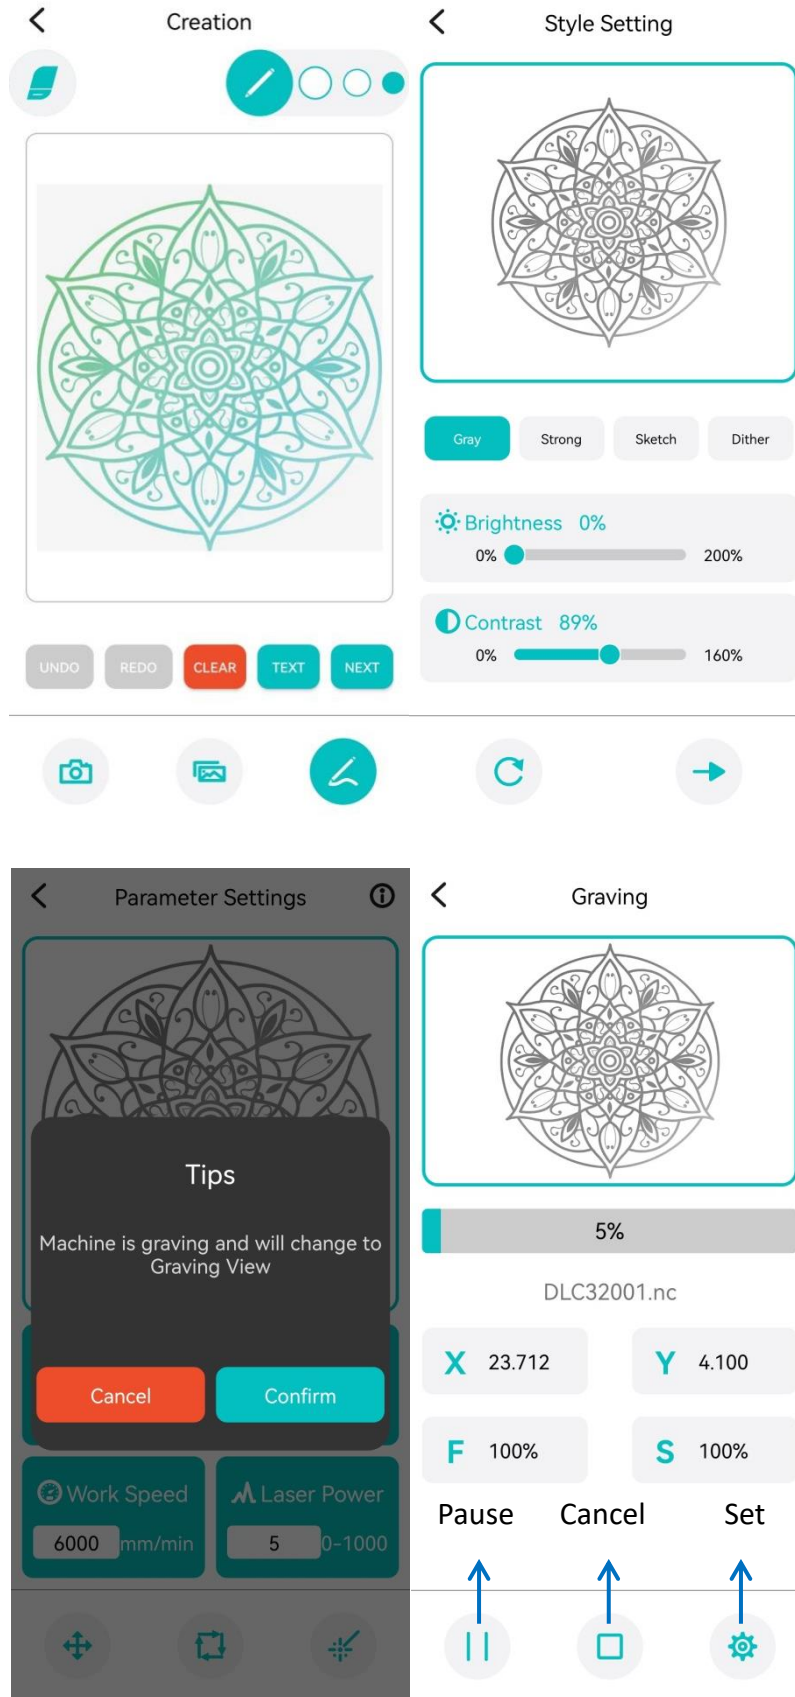 Creation
UNDO
REDO
CLEAR
TEXT
NEXT
Style Setting
Gray
Strong
Sketch
Dither
Brightness 0%
0%
200%
Contrast 89%
0%
160%
Parameter Settings
Tips
Machine is graving and will change to
Graving View
Cancel
Confirm
Work Speed
6000 mm/min
Laser Power
5 0-1000
Graving
5%
DLC32001.nc
X 23.712
Y 4.100
F 100%
S 100%
Pause
Cancel
Set